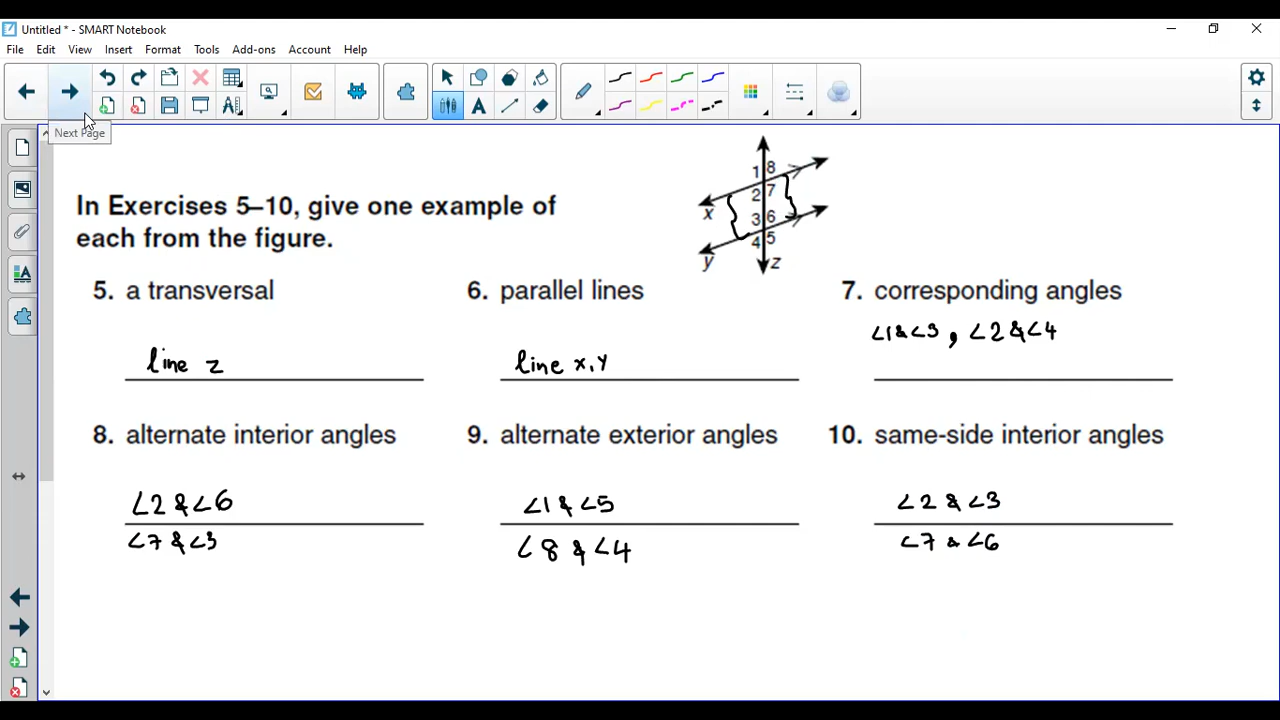 Untitled * - SMART Notebook
File Edit View Insert Format Tools Add-ons Account Help
Next Page
In Exercises 5–10, give one example of
each from the figure.
1 8
2 7
x
3 6
4 5
y z
5. a transversal
line z
6. parallel lines
line x,y
7. corresponding angles
∠1&∠3, ∠2&∠4
8. alternate interior angles
∠2 & ∠6
∠7 & ∠3
9. alternate exterior angles
∠1 & ∠5
∠8 & ∠4
10. same-side interior angles
∠2 & ∠3
∠7 & ∠6